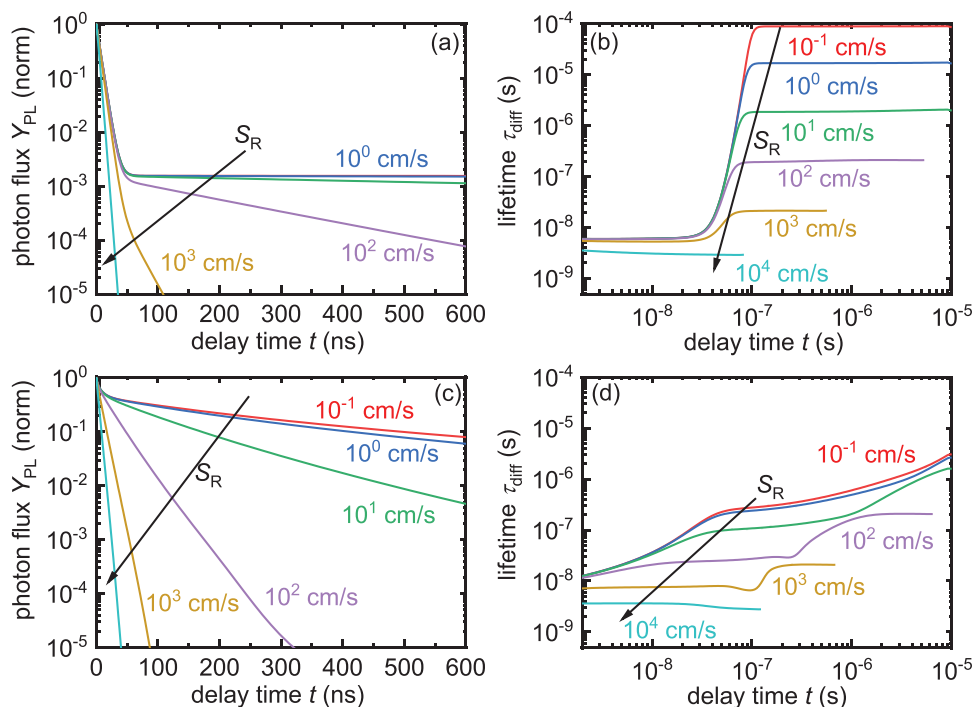 (a)
photon flux Y_PL (norm)
10^0
10^-1
10^-2
10^-3
10^-4
10^-5
S_R
10^0 cm/s
10^2 cm/s
10^3 cm/s
0 100 200 300 400 500 600
delay time t (ns)
(b)
lifetime τ_diff (s)
10^-4
10^-5
10^-6
10^-7
10^-8
10^-9
10^-1 cm/s
10^0 cm/s
10^1 cm/s
S_R
10^2 cm/s
10^3 cm/s
10^4 cm/s
10^-8 10^-7 10^-6 10^-5
delay time t (s)
(c)
photon flux Y_PL (norm)
10^0
10^-1
10^-2
10^-3
10^-4
10^-5
10^-1 cm/s
10^0 cm/s
S_R
10^1 cm/s
10^2 cm/s
10^3 cm/s
0 100 200 300 400 500 600
delay time t (ns)
(d)
lifetime τ_diff (s)
10^-4
10^-5
10^-6
10^-7
10^-8
10^-9
10^-1 cm/s
S_R
10^2 cm/s
10^3 cm/s
10^4 cm/s
10^-8 10^-7 10^-6 10^-5
delay time t (s)